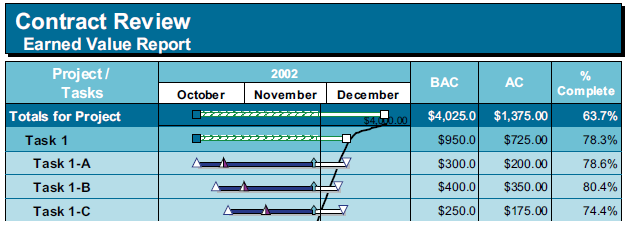 Contract Review
Earned Value Report
Project / Tasks 2002 BAC AC % Complete
October November December
Totals for Project $4,000.00 $4,025.0 $1,375.00 63.7%
Task 1 $950.0 $725.00 78.3%
Task 1-A $300.0 $200.00 78.6%
Task 1-B $400.0 $350.00 80.4%
Task 1-C $250.0 $175.00 74.4%